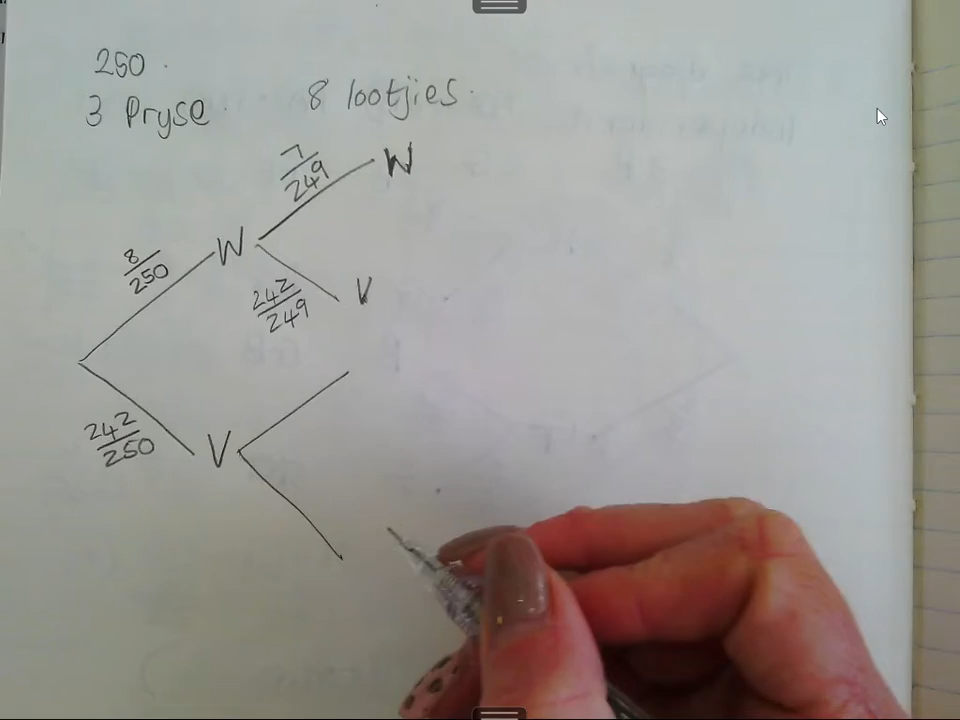 250
3 Pryse
8 lootjies
7/249
W
8/250
W
242/249
V
242/250
V